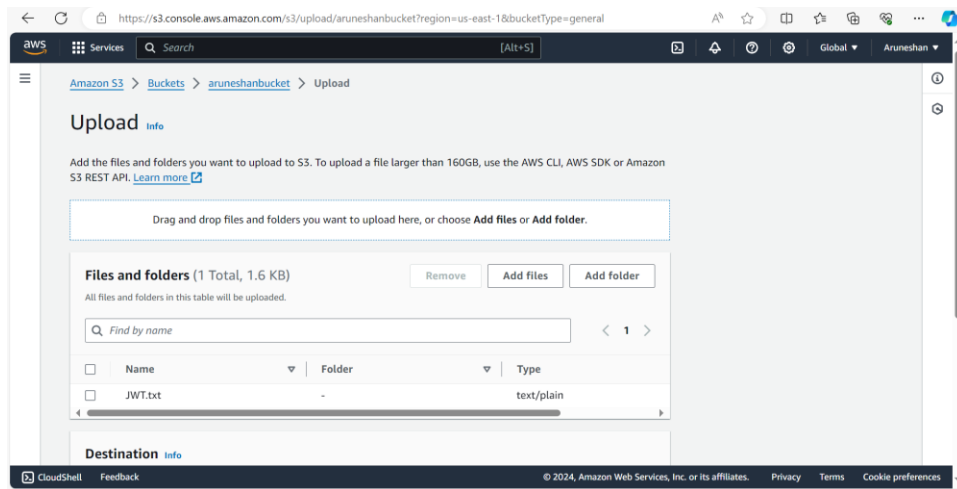 https://s3.console.aws.amazon.com/s3/upload/aruneshanbucket?region=us-east-1&bucketType=general
aws Services Search [Alt+S] Global Aruneshan
Amazon S3 > Buckets > aruneshanbucket > Upload
Upload Info
Add the files and folders you want to upload to S3. To upload a file larger than 160GB, use the AWS CLI, AWS SDK or Amazon
S3 REST API. Learn more
Drag and drop files and folders you want to upload here, or choose Add files or Add folder.
Files and folders (1 Total, 1.6 KB) Remove Add files Add folder
All files and folders in this table will be uploaded.
Find by name < 1 >
Name Folder Type
JWT.txt - text/plain
Destination Info
CloudShell Feedback © 2024, Amazon Web Services, Inc. or its affiliates. Privacy Terms Cookie preferences